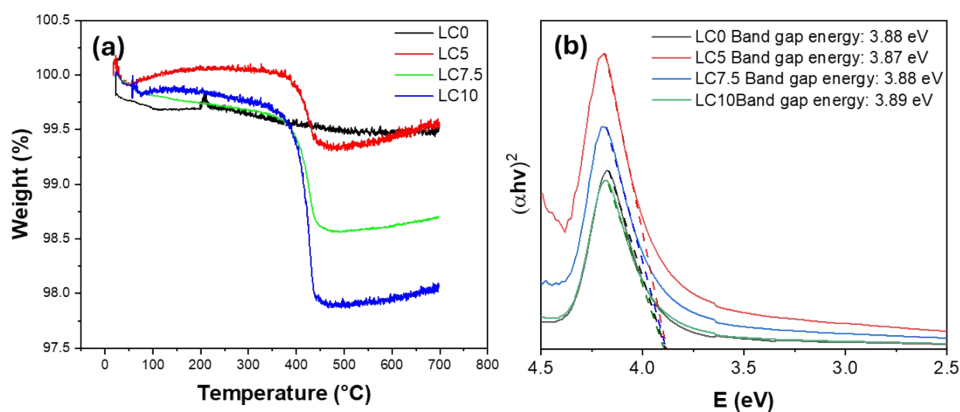 (a)
LC0
LC5
LC7.5
LC10
100.5
100.0
99.5
99.0
98.5
98.0
97.5
Weight (%)
0 100 200 300 400 500 600 700 800
Temperature (°C)
(b)
LC0 Band gap energy: 3.88 eV
LC5 Band gap energy: 3.87 eV
LC7.5 Band gap energy: 3.88 eV
LC10Band gap energy: 3.89 eV
(αhv)²
4.5 4.0 3.5 3.0 2.5
E (eV)